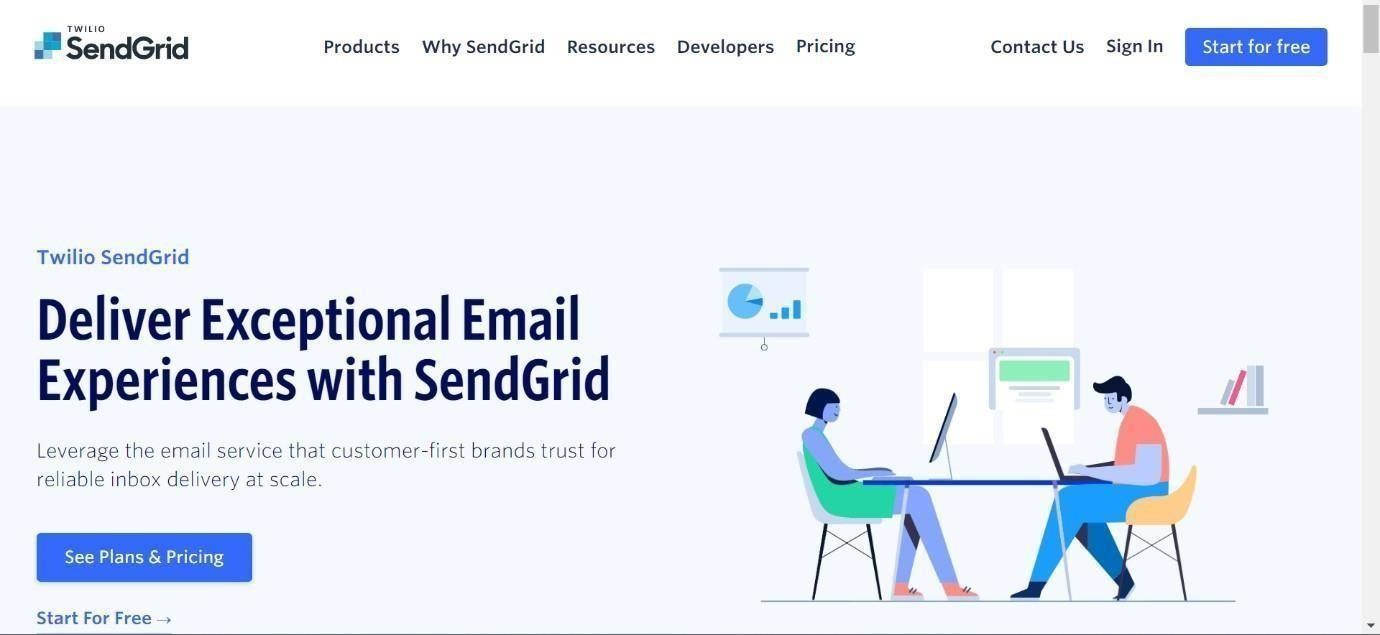 TWILIO
SendGrid
Products Why SendGrid Resources Developers Pricing Contact Us Sign In Start for free
Twilio SendGrid
Deliver Exceptional Email
Experiences with SendGrid
Leverage the email service that customer-first brands trust for
reliable inbox delivery at scale.
See Plans & Pricing
Start For Free →